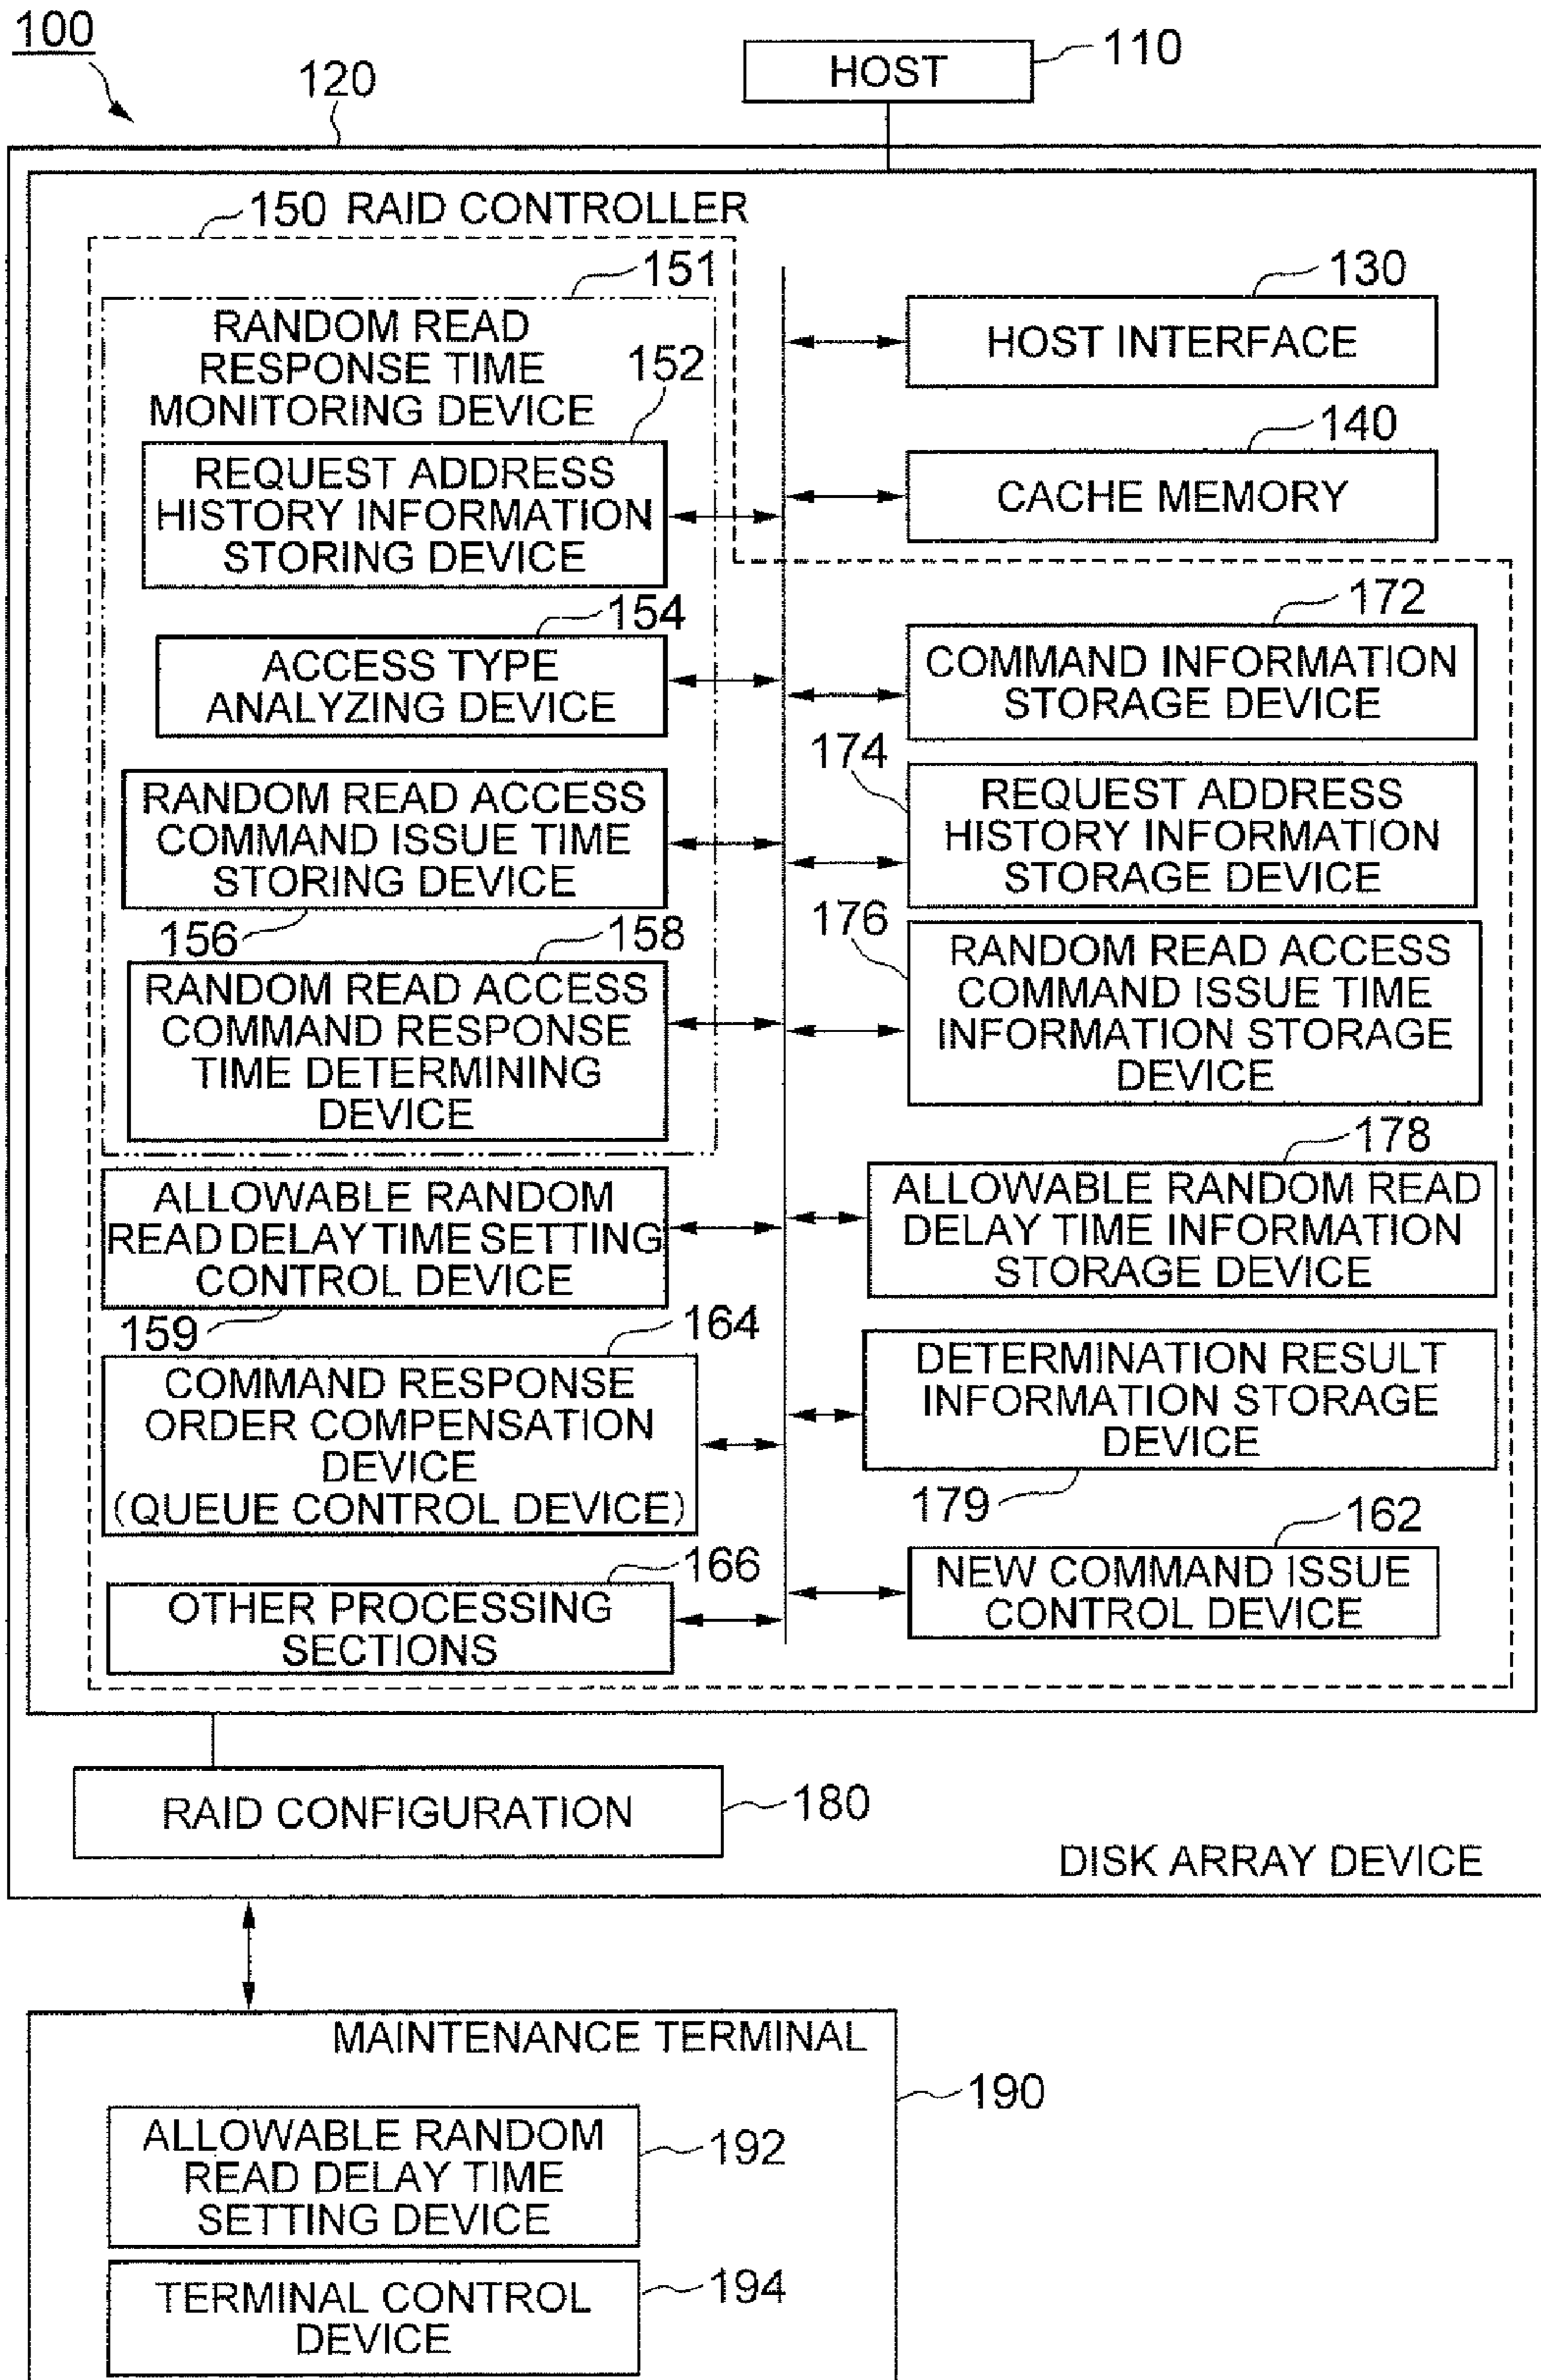 100
HOST
110
120
150
RAID CONTROLLER
151
RANDOM READ
RESPONSE TIME
MONITORING DEVICE
152
REQUEST ADDRESS
HISTORY INFORMATION
STORING DEVICE
154
ACCESS TYPE
ANALYZING DEVICE
RANDOM READ ACCESS
COMMAND ISSUE TIME
STORING DEVICE
156
158
RANDOM READ ACCESS
COMMAND RESPONSE
TIME DETERMINING
DEVICE
ALLOWABLE RANDOM
READ DELAY TIME SETTING
CONTROL DEVICE
159
164
COMMAND RESPONSE
ORDER COMPENSATION
DEVICE
(QUEUE CONTROL DEVICE)
166
OTHER PROCESSING
SECTIONS
130
HOST INTERFACE
140
CACHE MEMORY
172
COMMAND INFORMATION
STORAGE DEVICE
174
REQUEST ADDRESS
HISTORY INFORMATION
STORAGE DEVICE
176
RANDOM READ ACCESS
COMMAND ISSUE TIME
INFORMATION STORAGE
DEVICE
178
ALLOWABLE RANDOM READ
DELAY TIME INFORMATION
STORAGE DEVICE
DETERMINATION RESULT
INFORMATION STORAGE
DEVICE
179
162
NEW COMMAND ISSUE
CONTROL DEVICE
RAID CONFIGURATION
180
DISK ARRAY DEVICE
MAINTENANCE TERMINAL
190
ALLOWABLE RANDOM
READ DELAY TIME
SETTING DEVICE
192
TERMINAL CONTROL
DEVICE
194